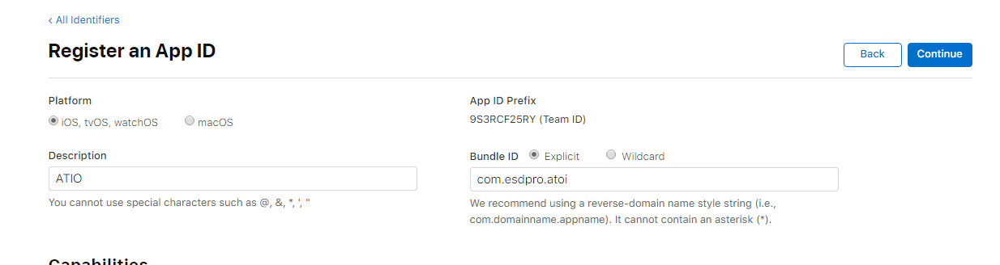 ‹ All Identifiers
Register an App ID
Back
Continue
Platform
iOS, tvOS, watchOS
macOS
App ID Prefix
9S3RCF25RY (Team ID)
Description
ATIO
You cannot use special characters such as @, &, *, ', "
Bundle ID
Explicit
Wildcard
com.esdpro.atoi
We recommend using a reverse-domain name style string (i.e.,
com.domainname.appname). It cannot contain an asterisk (*).
Capabilities